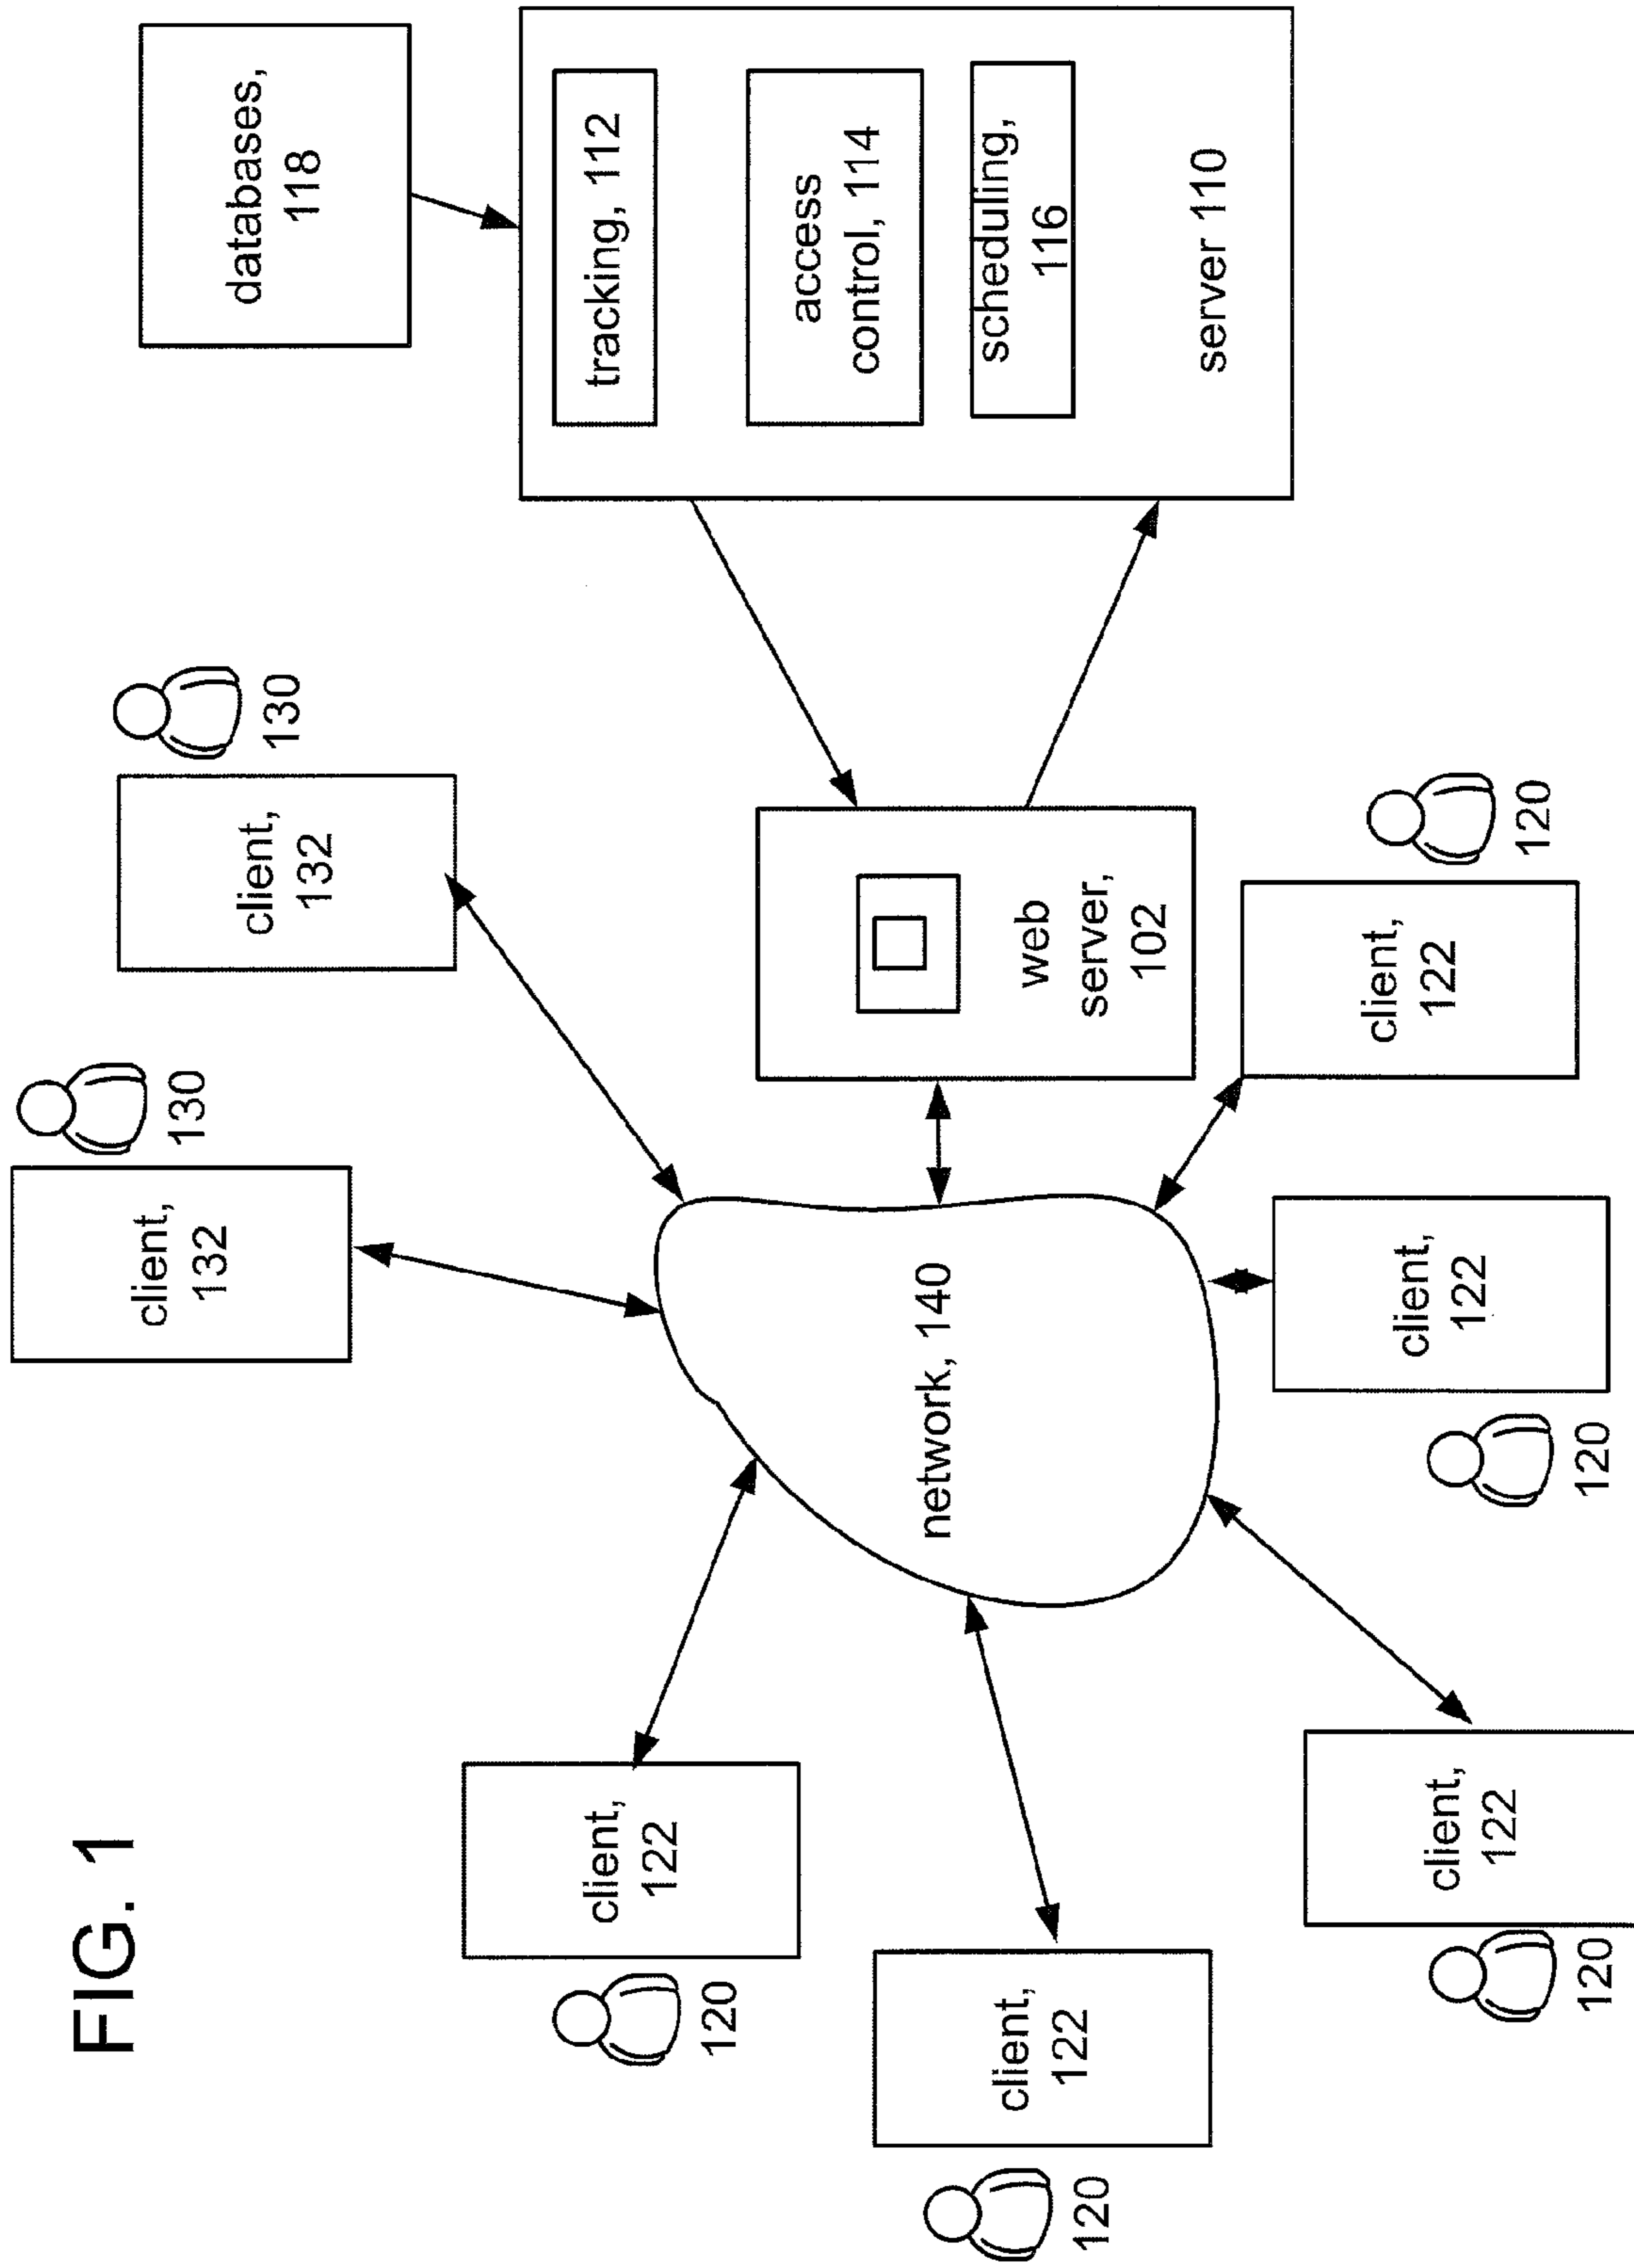 FIG. 1
client,
132
130
client,
132
130
databases,
118
tracking, 112
access
control, 114
scheduling,
116
server 110
client,
122
120
network, 140
web
server,
102
client,
122
120
client,
122
120
client,
122
120
client,
122
120